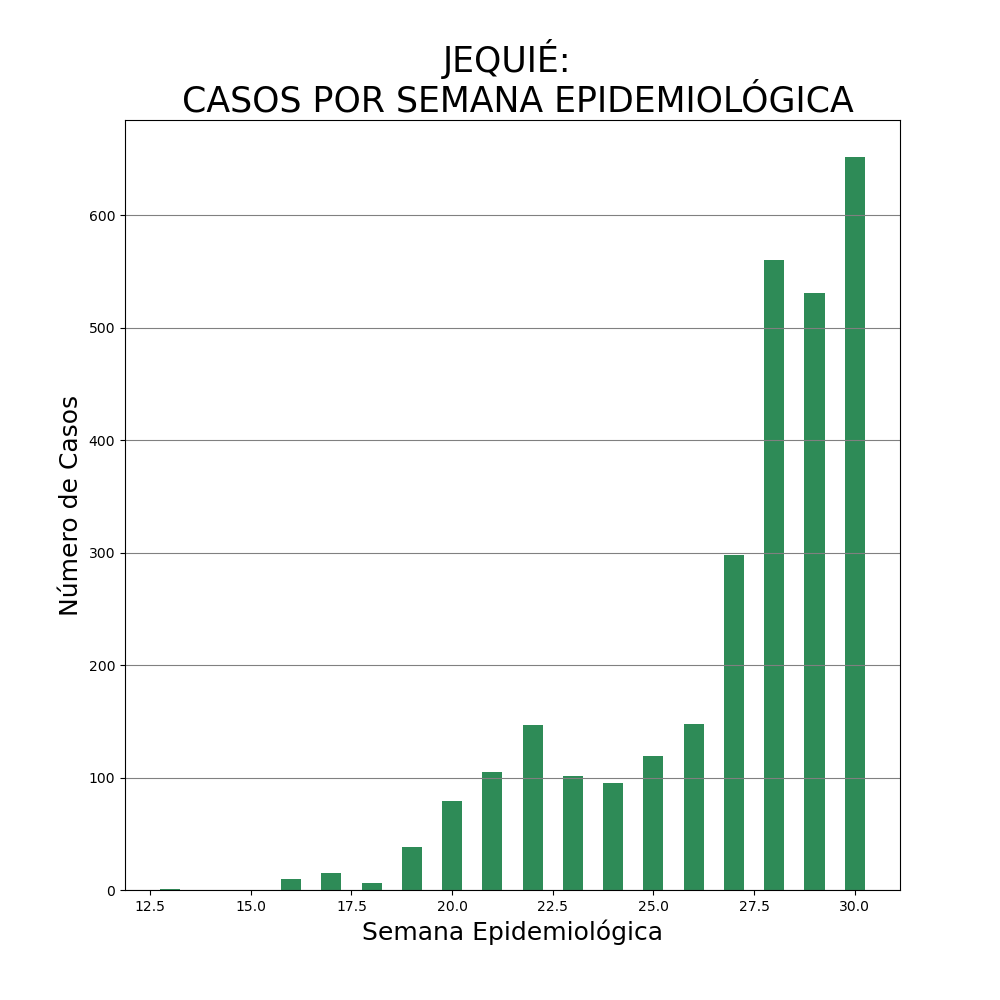 JEQUIÉ:
CASOS POR SEMANA EPIDEMIOLÓGICA
Número de Casos
600
500
400
300
200
100
0
12.5 15.0 17.5 20.0 22.5 25.0 27.5 30.0
Semana Epidemiológica